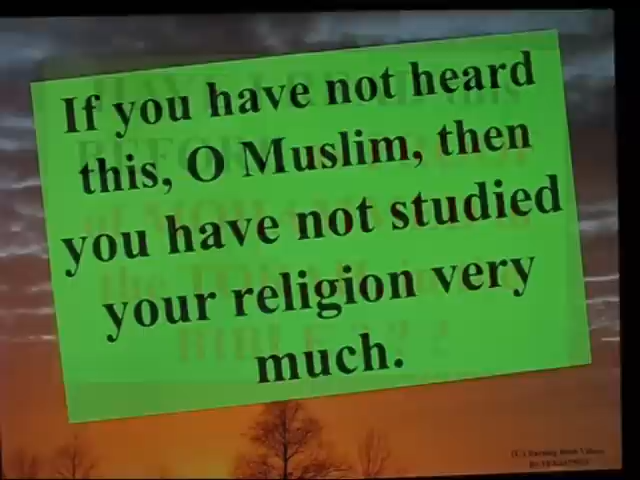 If you have not heard
this, O Muslim, then
you have not studied
your religion very
much.